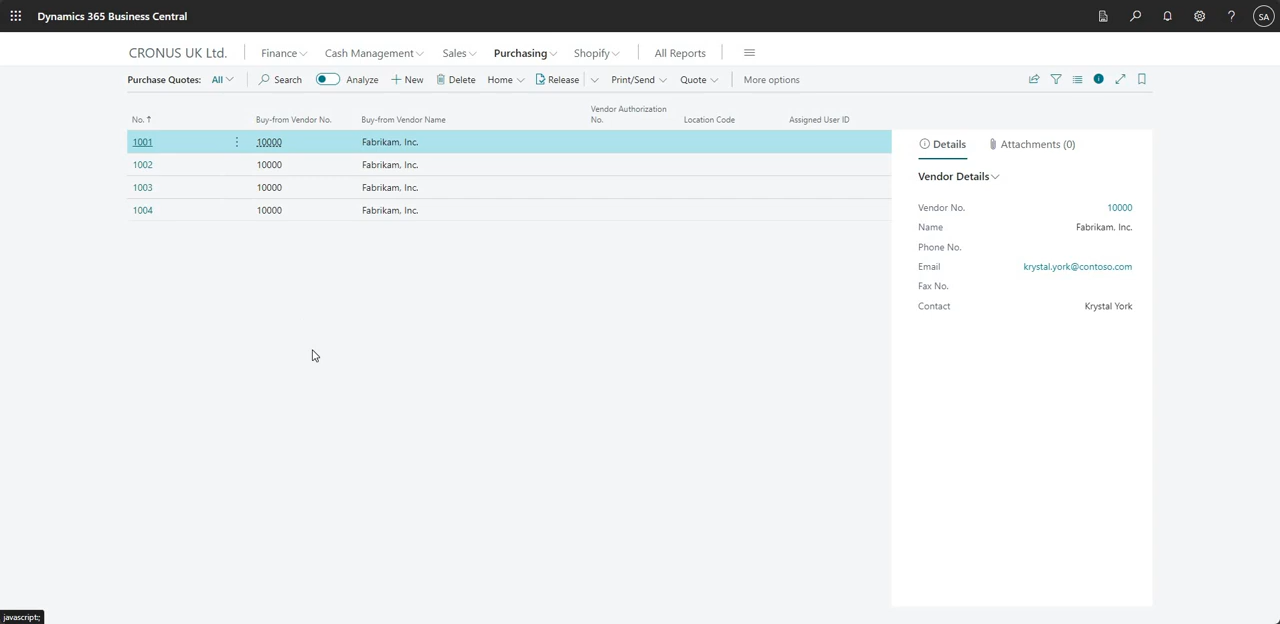 Dynamics 365 Business Central
SA
CRONUS UK Ltd. Finance Cash Management Sales Purchasing Shopify All Reports
Purchase Quotes: All Search Analyze New Delete Home Release Print/Send Quote More options
No. ↑ Buy-from Vendor No. Buy-from Vendor Name Vendor Authorization No. Location Code Assigned User ID
1001 10000 Fabrikam, Inc.
1002 10000 Fabrikam, Inc.
1003 10000 Fabrikam, Inc.
1004 10000 Fabrikam, Inc.
Details Attachments (0)
Vendor Details
Vendor No. 10000
Name Fabrikam, Inc.
Phone No.
Email krystal.york@contoso.com
Fax No.
Contact Krystal York
javascript:;